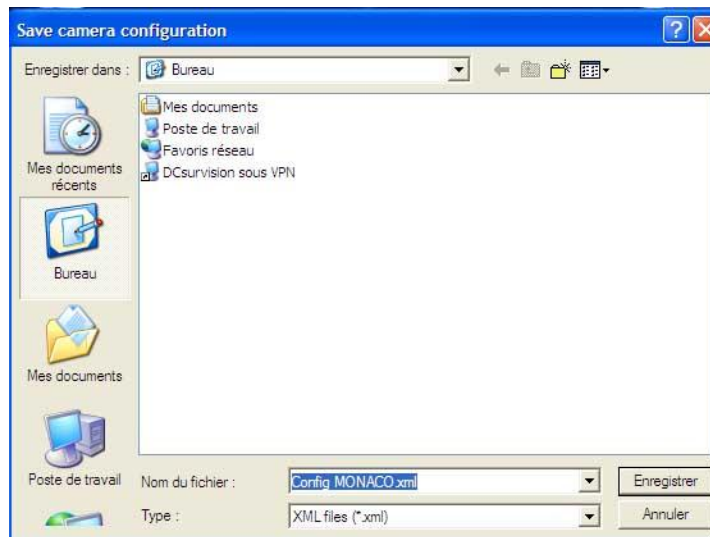 Save camera configuration
Enregistrer dans :
Bureau
Mes documents
Poste de travail
Favoris réseau
DCsurvision sous VPN
Mes documents
récents
Bureau
Mes documents
Poste de travail
Nom du fichier :
Config MONACO.xml
Enregistrer
Type :
XML files (*.xml)
Annuler